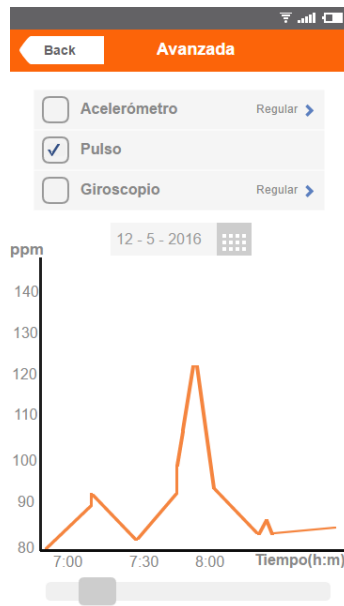 Back
Avanzada
Acelerómetro Regular
Pulso
Giroscopio Regular
12 - 5 - 2016
ppm
140
130
120
110
100
90
80
7:00 7:30 8:00 Tiempo(h:m)